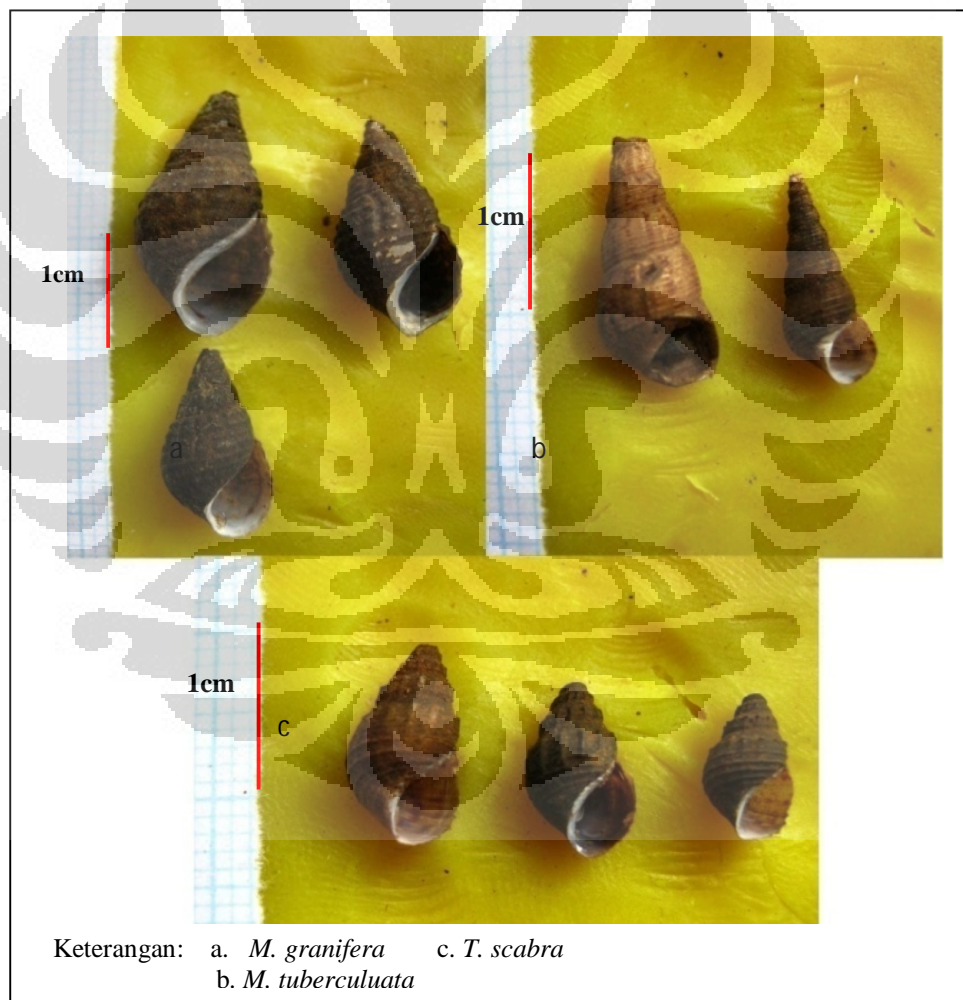 1cm
a
1cm
b
1cm
c
Keterangan: a. M. granifera c. T. scabra
b. M. tuberculuata